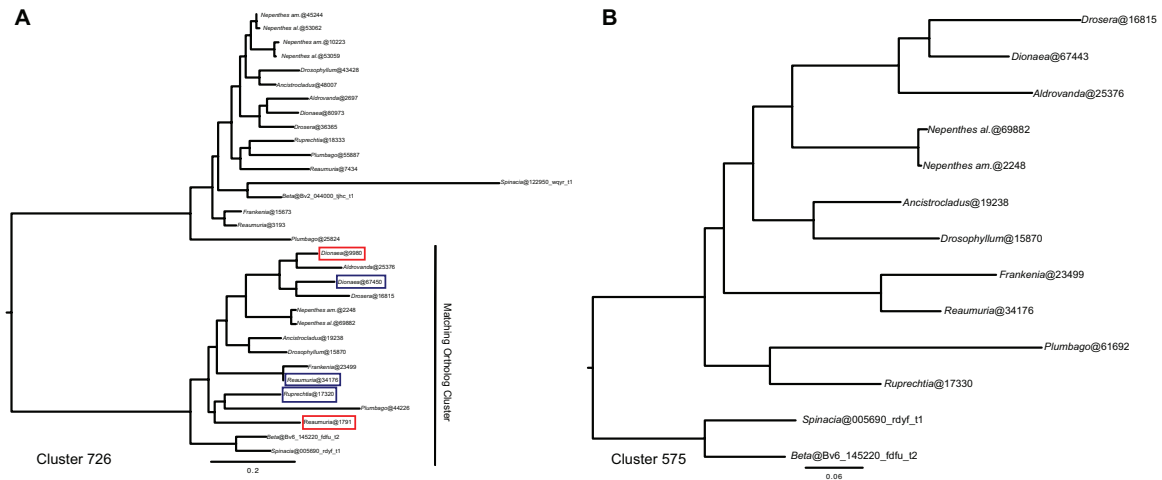 A
Nepenthes am.@45244
Nepenthes al.@53062
Nepenthes am.@10223
Nepenthes al.@53059
Drosophyllum@43428
Ancistrocladus@48007
Aldrovanda@2697
Dionaea@80973
Drosera@36365
Ruprechtia@18333
Plumbago@55887
Reaumuria@7434
Spinacia@122950_wqyr_t1
Beta@Bv2_044000_tjhc_t1
Frankenia@15873
Reaumuria@3193
Plumbago@25824
Dionaea@9980
Aldrovanda@25376
Dionaea@67450
Drosera@16815
Nepenthes am.@2248
Nepenthes al.@69882
Ancistrocladus@19238
Drosophyllum@15870
Frankenia@23499
Reaumuria@34176
Ruprechtia@17320
Plumbago@44226
Reaumuria@1791
Beta@Bv6_145220_fdfu_t2
Spinacia@005690_rdyf_t1
Matching Ortholog Cluster
Cluster 726
0.2
B
Drosera@16815
Dionaea@67443
Aldrovanda@25376
Nepenthes al.@69882
Nepenthes am.@2248
Ancistrocladus@19238
Drosophyllum@15870
Frankenia@23499
Reaumuria@34176
Plumbago@61692
Ruprechtia@17330
Spinacia@005690_rdyf_t1
Beta@Bv6_145220_fdfu_t2
Cluster 575
0.06